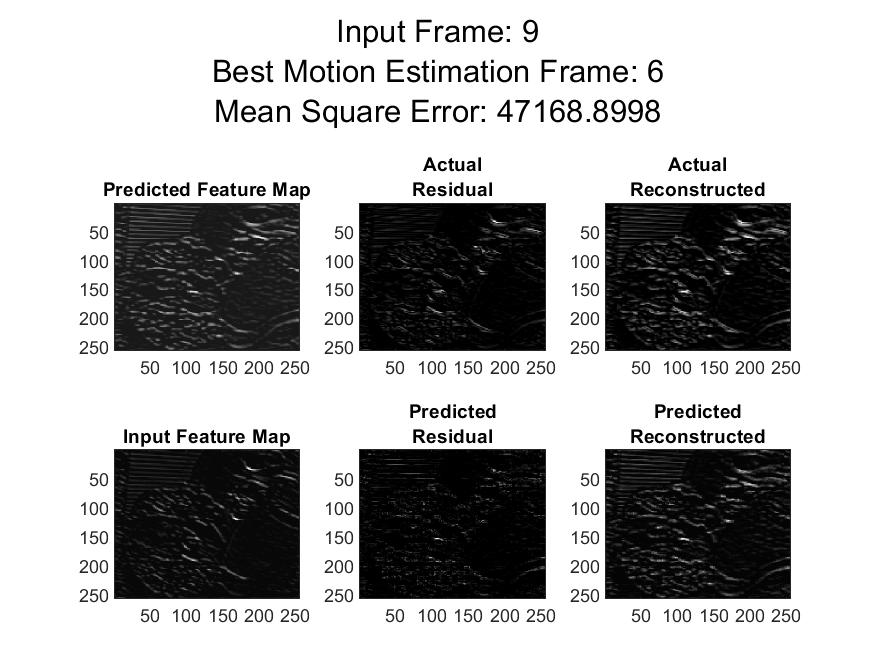 Input Frame: 9
Best Motion Estimation Frame: 6
Mean Square Error: 47168.8998
Predicted Feature Map
50
100
150
200
250
50 100 150 200 250
Actual
Residual
50
100
150
200
250
50 100 150 200 250
Actual
Reconstructed
50
100
150
200
250
50 100 150 200 250
Input Feature Map
50
100
150
200
250
50 100 150 200 250
Predicted
Residual
50
100
150
200
250
50 100 150 200 250
Predicted
Reconstructed
50
100
150
200
250
50 100 150 200 250